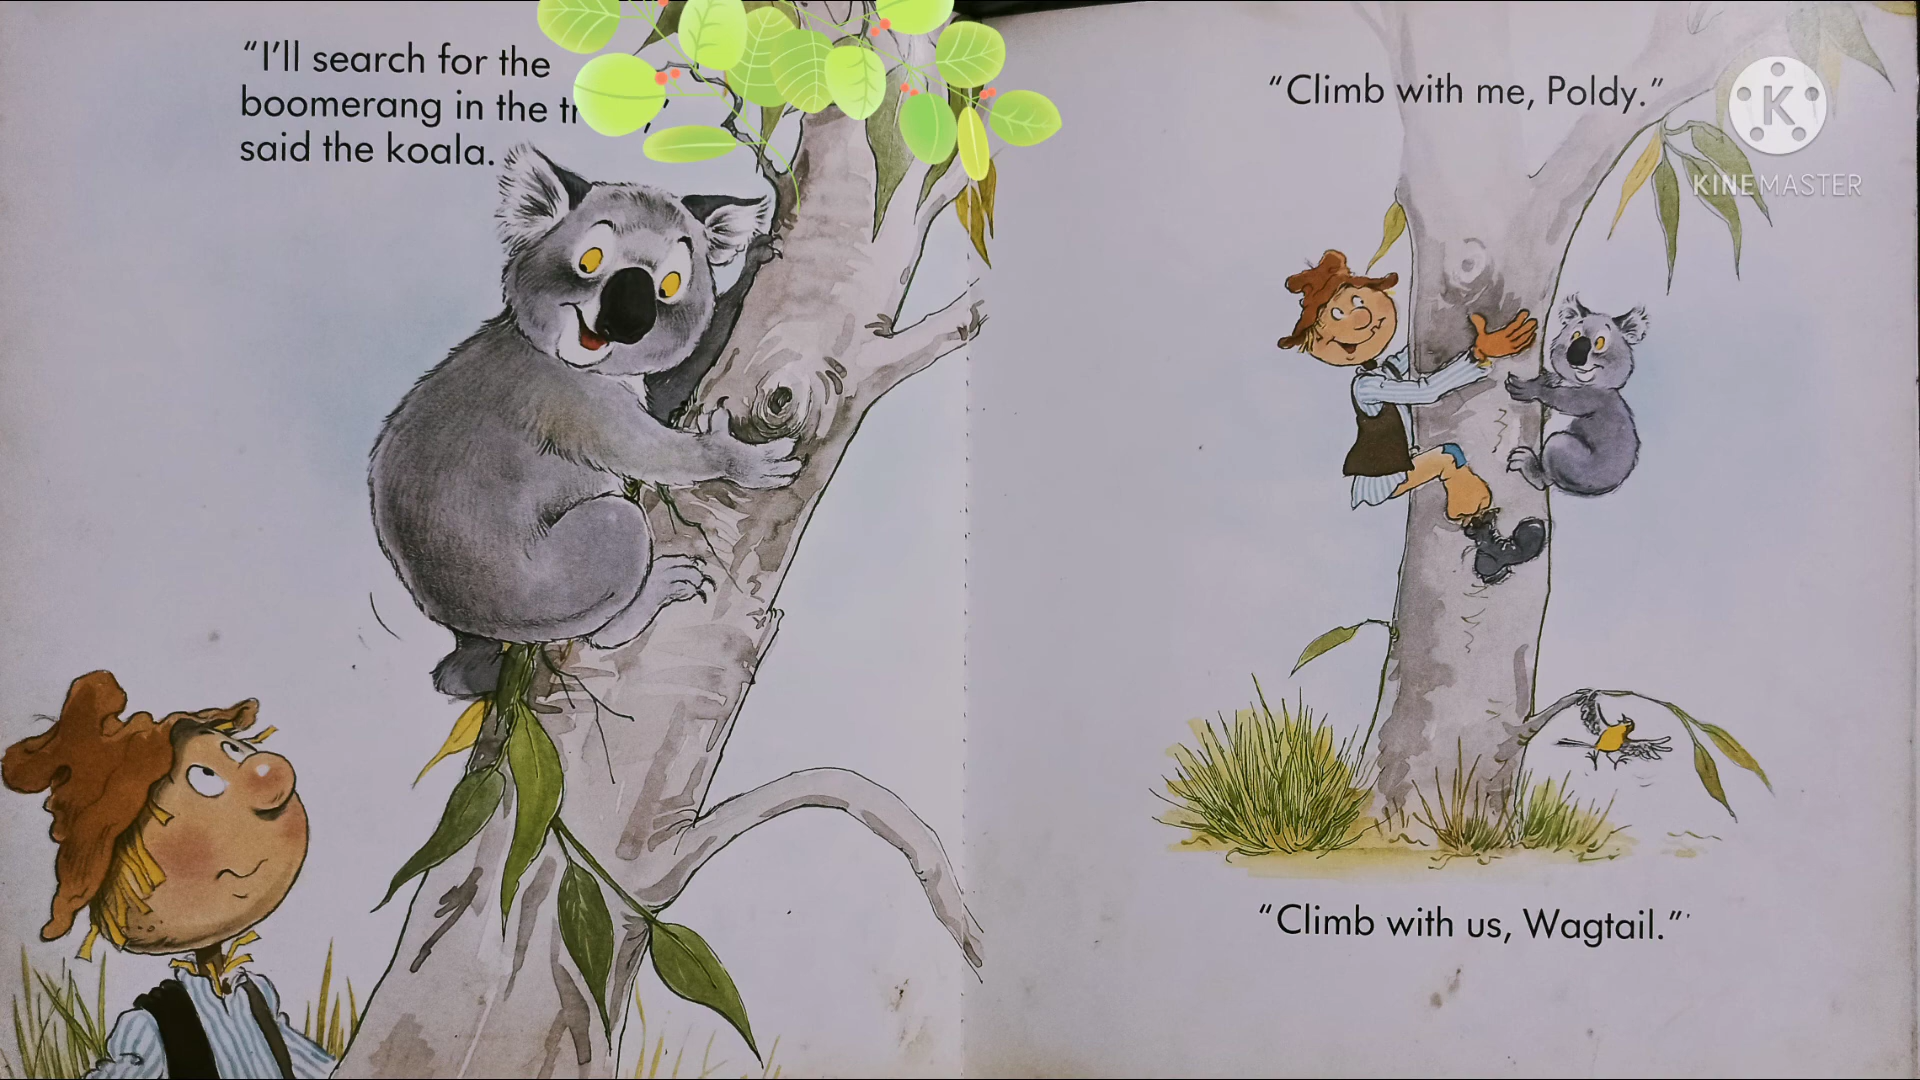 “I’ll search for the
boomerang in the
said the koala.
“Climb with me, Poldy.”
KINEMASTER
“Climb with us, Wagtail.”